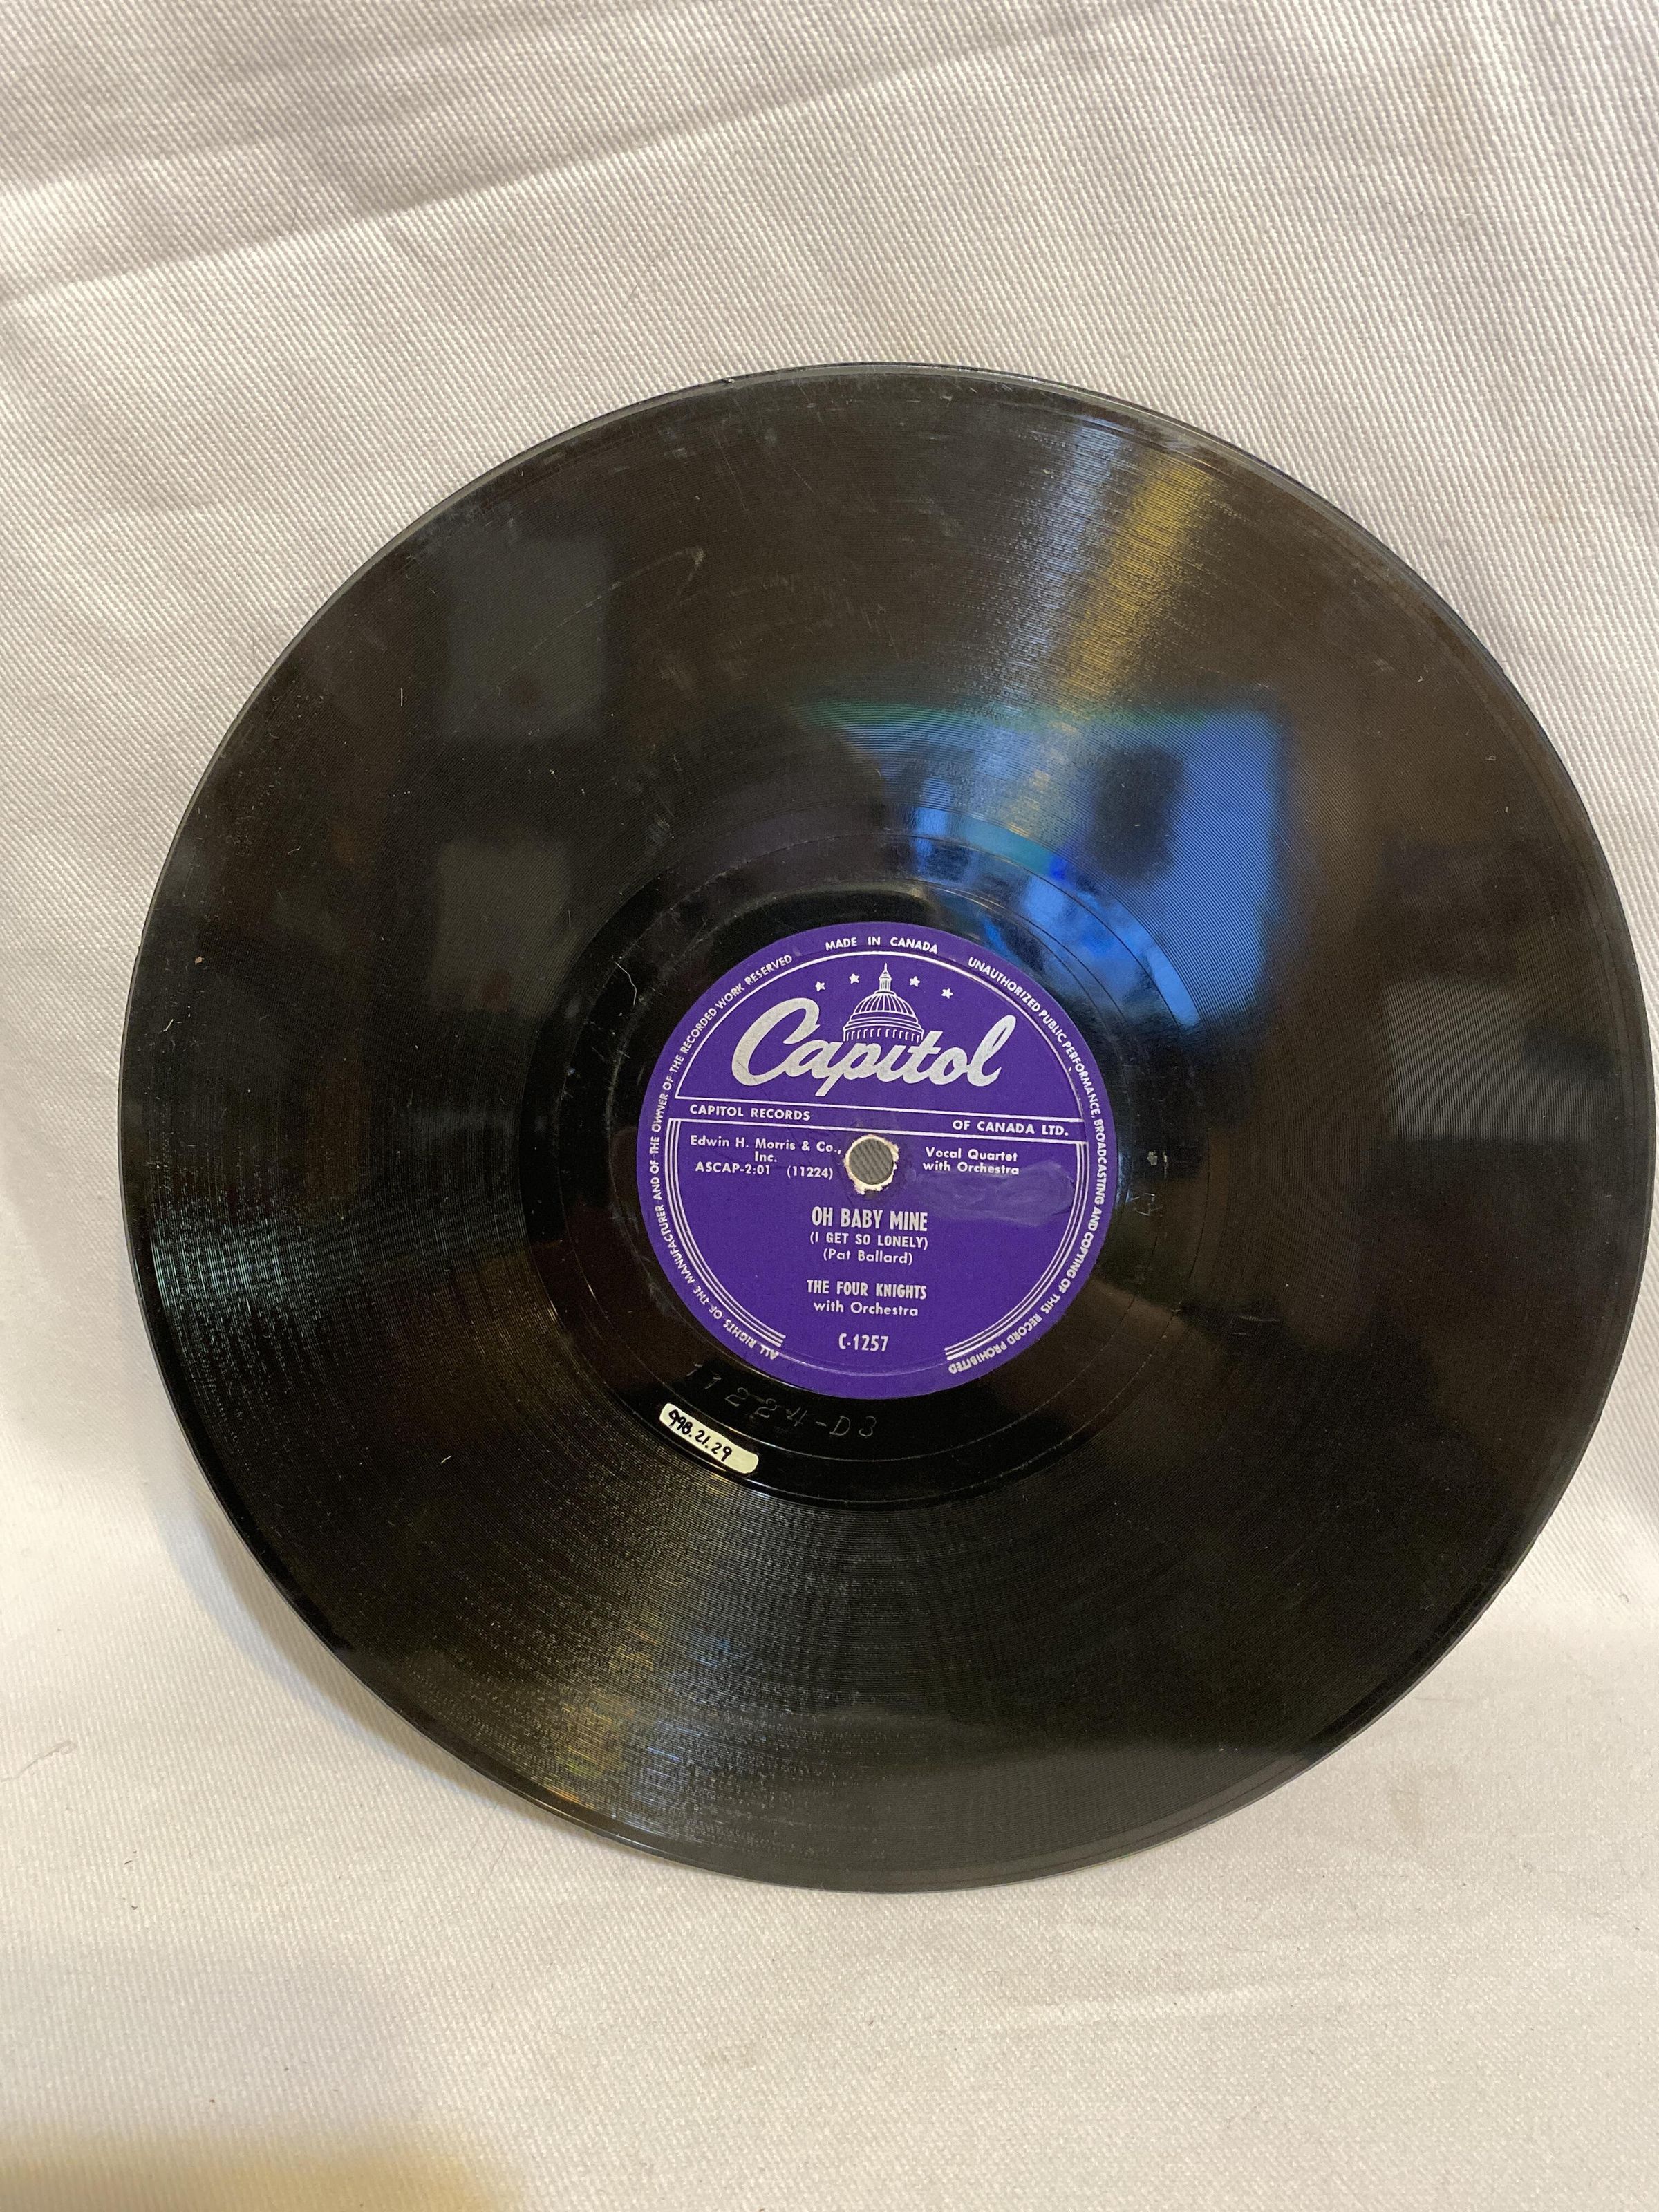 MADE IN CANADA
UNAUTHORIZED PUBLIC PERFORMANCE, BROADCASTING AND COPYING OF THIS RECORD PROHIBITED
ALL RIGHTS OF THE MANUFACTURER AND OF THE OWNER OF THE RECORDED WORK RESERVED
Capitol
CAPITOL RECORDS OF CANADA LTD.
Edwin H. Morris & Co.,
Inc.
ASCAP-2:01 (11224)
Vocal Quartet
with Orchestra
OH BABY MINE
(I GET SO LONELY)
(Pat Ballard)
THE FOUR KNIGHTS
with Orchestra
C-1257
11224-D3
998.21.29